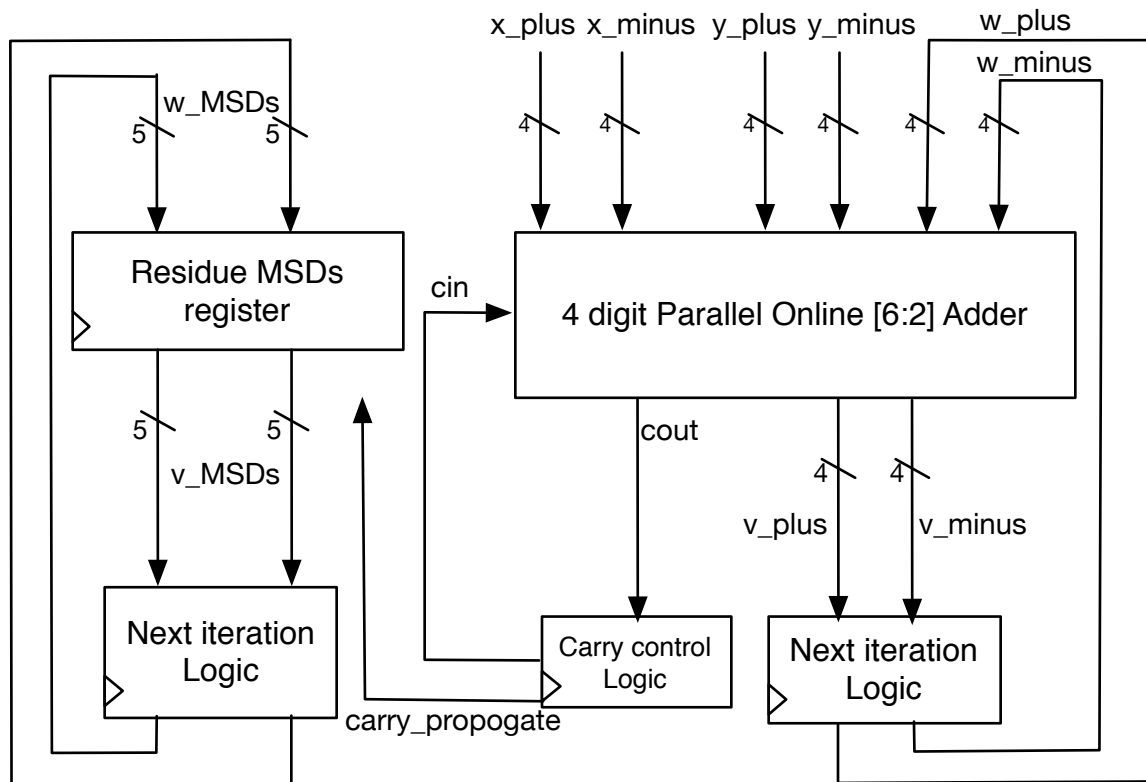 x_plus x_minus y_plus y_minus w_plus
w_minus
w_MSDs
5 5 4 4 4 4 4 4
Residue MSDs
register
cin
4 digit Parallel Online [6:2] Adder
5 5
cout
v_MSDs
4 4
v_plus v_minus
Next iteration
Logic
Carry control
Logic
Next iteration
Logic
carry_propogate